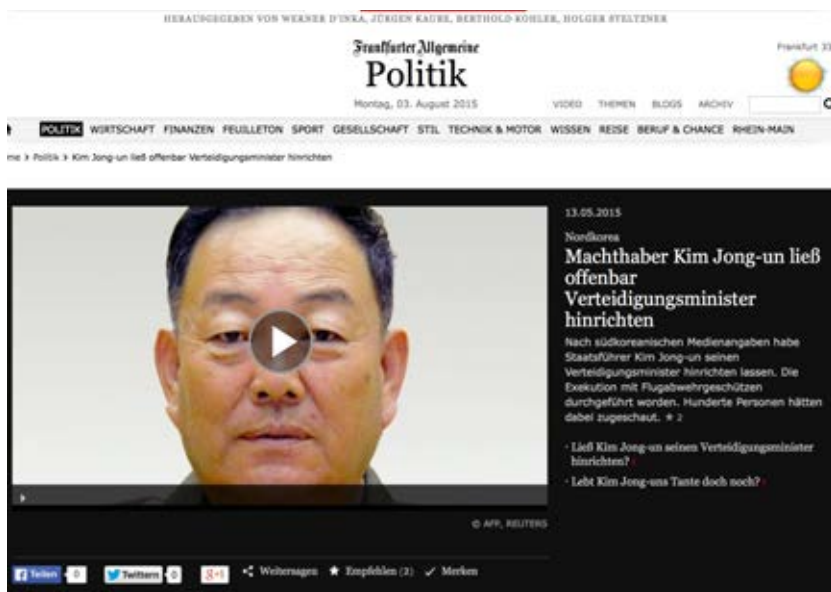 HERAUSGEGEBEN VON WERNER D'INKA, JÜRGEN KAUBE, BERTHOLD KOHLER, HOLGER STELTZNER
Frankfurter Allgemeine
Politik
Frankfurt 33
Montag, 03. August 2015
VIDEO THEMEN BLOGS ARCHIV
POLITIK WIRTSCHAFT FINANZEN FEUILLETON SPORT GESELLSCHAFT STIL TECHNIK & MOTOR WISSEN REISE BERUF & CHANCE RHEIN-MAIN
me > Politik > Kim Jong-un ließ offenbar Verteidigungsminister hinrichten
13.05.2015
Nordkorea
Machthaber Kim Jong-un ließ
offenbar
Verteidigungsminister
hinrichten
Nach südkoreanischen Medienangaben habe
Staatsführer Kim Jong-un seinen
Verteidigungsminister hinrichten lassen. Die
Exekution mit Flugabwehrgeschützen
durchgeführt worden. Hunderte Personen hätten
dabei zugeschaut. ★ 2
· Ließ Kim Jong-un seinen Verteidigungsminister
hinrichten?
· Lebt Kim Jong-uns Tante doch noch?
© AFP, REUTERS
Teilen 0 Twittern 0 g+1 Weitersagen ★ Empfehlen (2) ✓ Merken